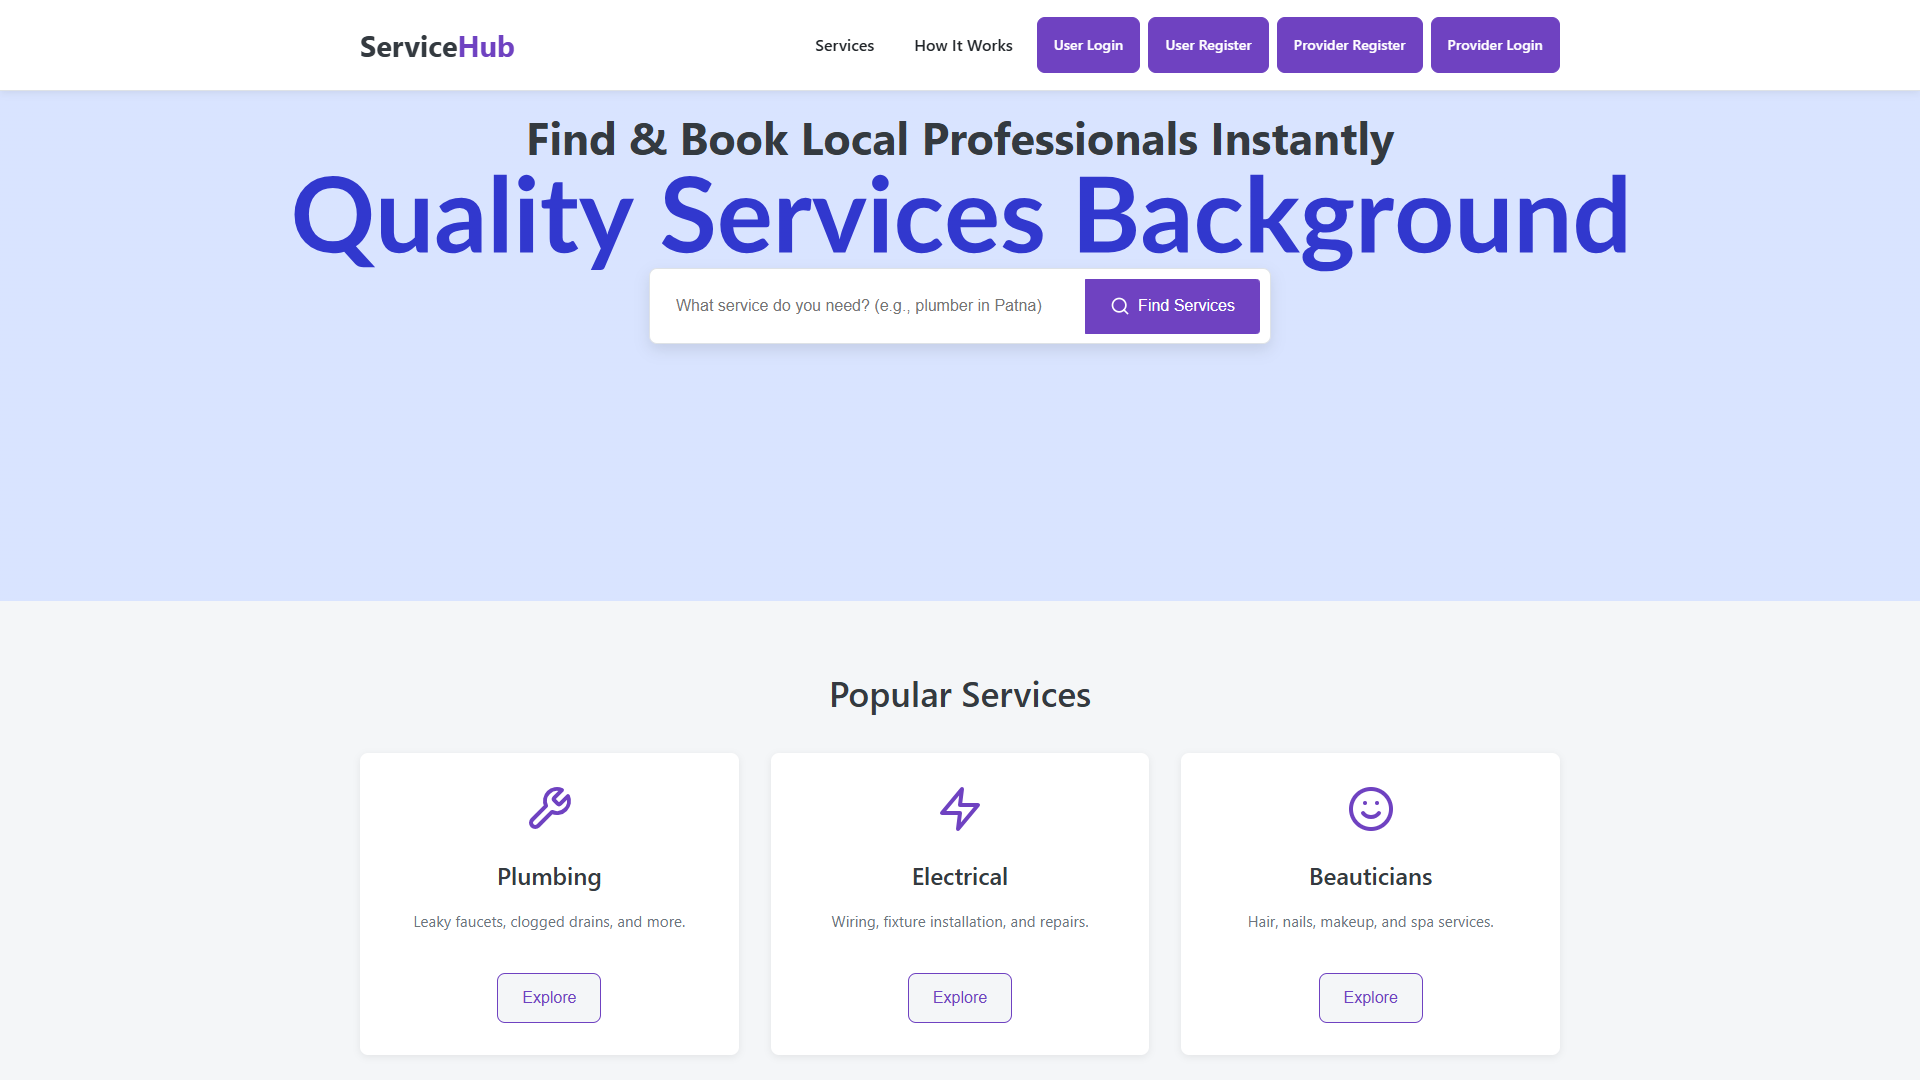 ServiceHub
Services
How It Works
User Login
User Register
Provider Register
Provider Login
Find & Book Local Professionals Instantly
Quality Services Background
What service do you need? (e.g., plumber in Patna)
Find Services
Popular Services
Plumbing
Leaky faucets, clogged drains, and more.
Explore
Electrical
Wiring, fixture installation, and repairs.
Explore
Beauticians
Hair, nails, makeup, and spa services.
Explore